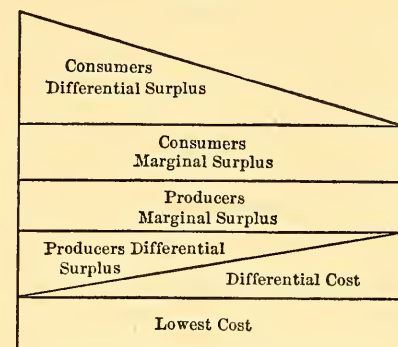 Consumers
Differential Surplus
Consumers
Marginal Surplus
Producers
Marginal Surplus
Producers Differential
Surplus
Differential Cost
Lowest Cost